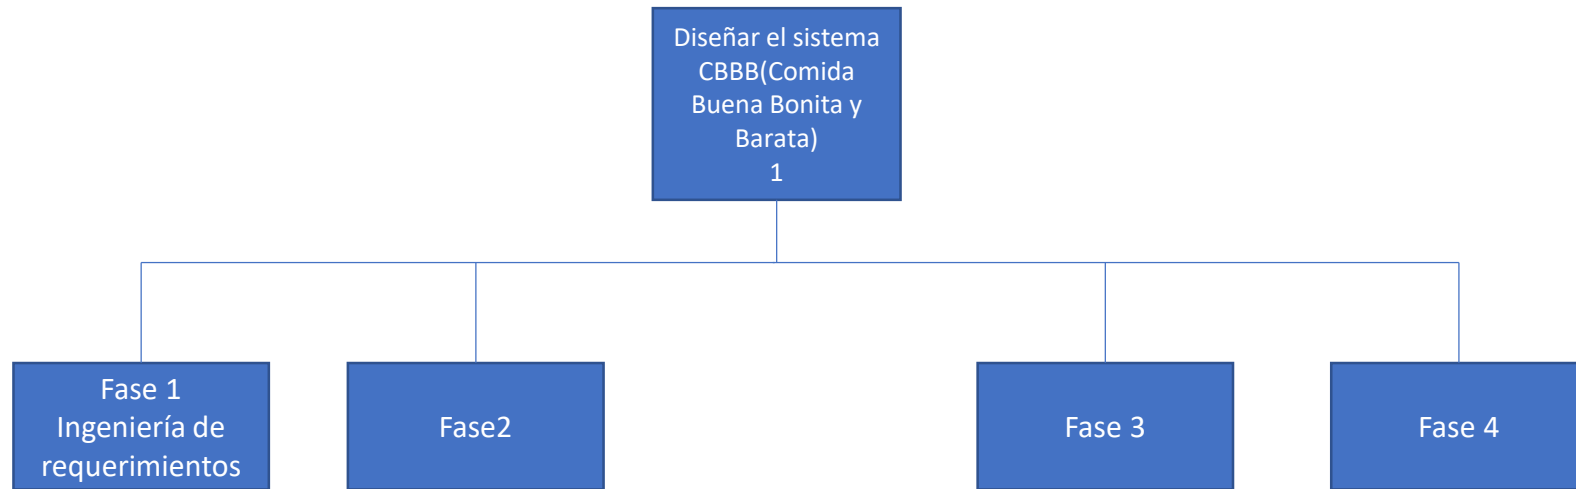 Diseñar el sistema
CBBB(Comida
Buena Bonita y
Barata)
1
Fase 1
Ingeniería de
requerimientos
Fase2
Fase 3
Fase 4